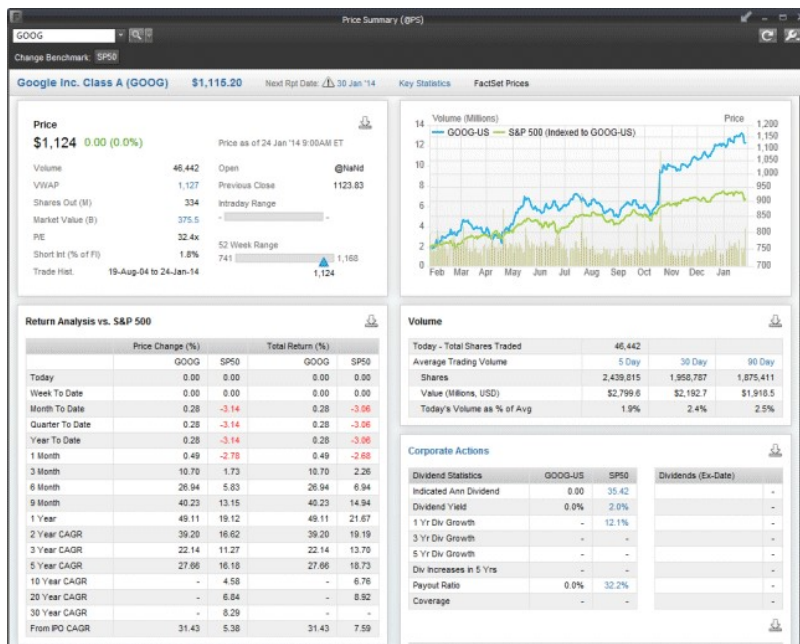 Price Summary (@PS)
GOOG
Change Benchmark: SP50
Google Inc. Class A (GOOG) $1,115.20 Next Rpt Date: 30 Jan '14 Key Statistics FactSet Prices
Price
$1,124 0.00 (0.0%) Price as of 24 Jan '14 9:00AM ET
Volume 46,442 Open @NaNd
VWAP 1,127 Previous Close 1123.83
Shares Out (M) 334 Intraday Range
Market Value (B) 375.5 - -
P/E 32.4x
Short Int (% of Fl) 1.8% 52 Week Range
741 1,168
Trade Hist. 19-Aug-04 to 24-Jan-14 1,124
Volume (Millions) Price
GOOG-US S&P 500 (Indexed to GOOG-US)
14 1,200
12 1,150
1,100
10 1,050
8 1,000
950
6 900
4 850
800
2 750
0 700
Feb Mar Apr May Jun Jul Aug Sep Oct Nov Dec Jan
Return Analysis vs. S&P 500
Price Change (%) Total Return (%)
GOOG SP50 GOOG SP50
Today 0.00 0.00 0.00 0.00
Week To Date 0.00 0.00 0.00 0.00
Month To Date 0.28 -3.14 0.28 -3.06
Quarter To Date 0.28 -3.14 0.28 -3.06
Year To Date 0.28 -3.14 0.28 -3.06
1 Month 0.49 -2.78 0.49 -2.68
3 Month 10.70 1.73 10.70 2.26
6 Month 26.94 5.83 26.94 6.94
9 Month 40.23 13.15 40.23 14.94
1 Year 49.11 19.12 49.11 21.67
2 Year CAGR 39.20 16.62 39.20 19.19
3 Year CAGR 22.14 11.27 22.14 13.70
5 Year CAGR 27.66 16.18 27.66 18.73
10 Year CAGR - 4.58 - 6.76
20 Year CAGR - 6.84 - 8.92
30 Year CAGR - 8.29 - -
From IPO CAGR 31.43 5.38 31.43 7.59
Volume
Today - Total Shares Traded 46,442
Average Trading Volume 5 Day 30 Day 90 Day
Shares 2,439,815 1,958,787 1,875,411
Value (Millions, USD) $2,799.6 $2,192.7 $1,918.5
Today's Volume as % of Avg 1.9% 2.4% 2.5%
Corporate Actions
Dividend Statistics GOOG-US SP50 Dividends (Ex-Date)
Indicated Ann Dividend 0.00 35.42 -
Dividend Yield 0.0% 2.0% -
1 Yr Div Growth - 12.1% -
3 Yr Div Growth - - -
5 Yr Div Growth - - -
Div Increases in 5 Yrs - - -
Payout Ratio 0.0% 32.2% -
Coverage - - -